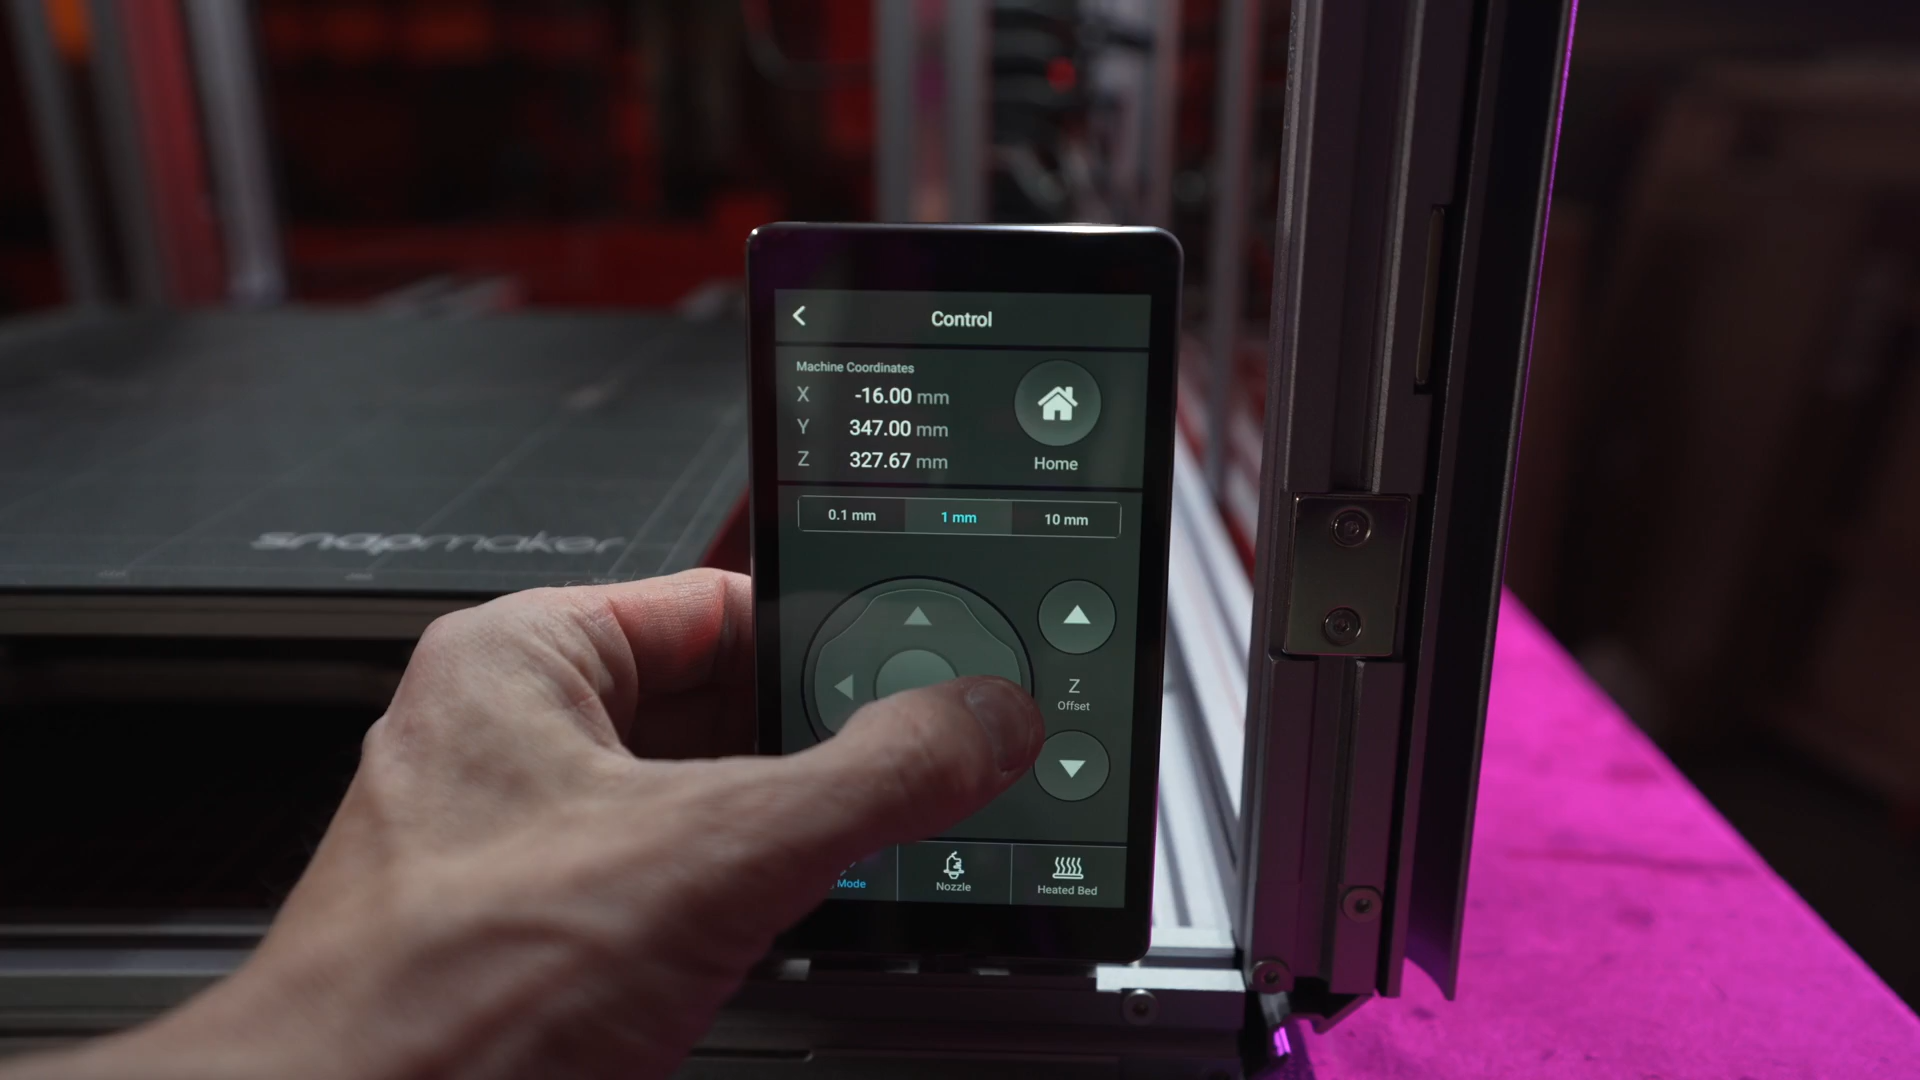 Control
Machine Coordinates
X -16.00 mm
Y 347.00 mm
Z 327.67 mm
Home
0.1 mm 1 mm 10 mm
snapmaker
Z
Offset
Mode
Nozzle
Heated Bed